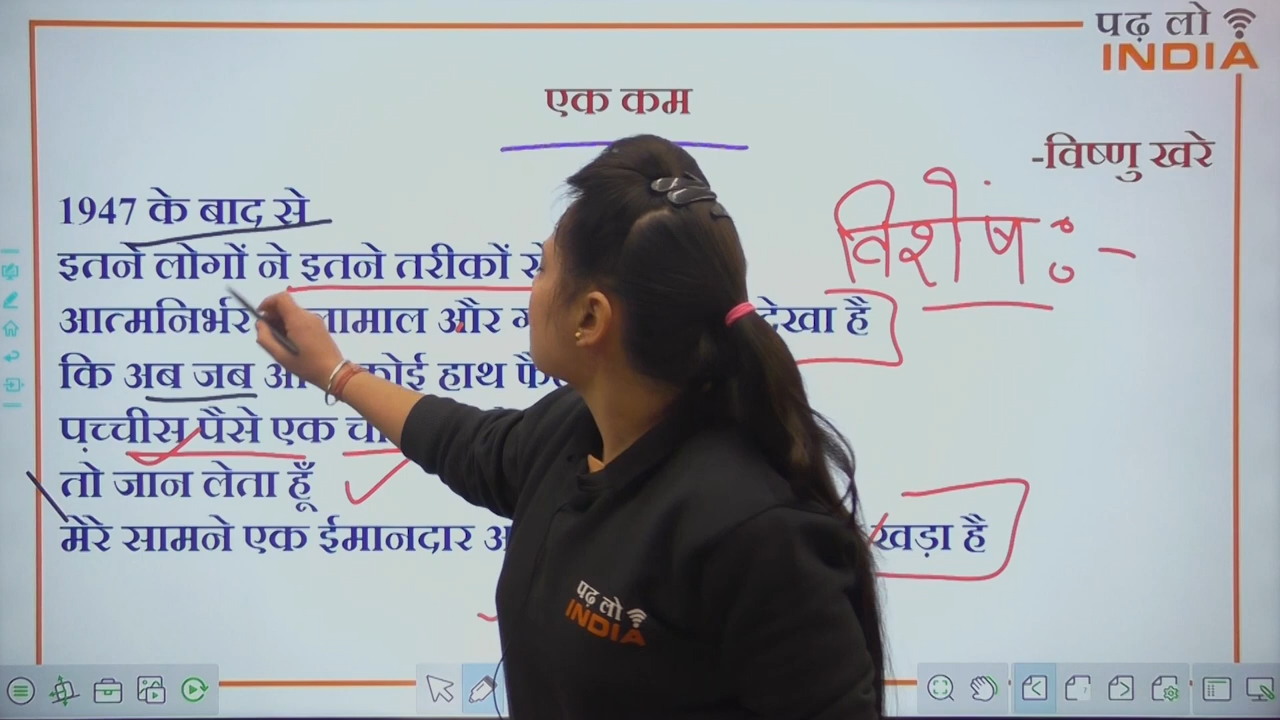 पढ़ लो
INDIA
एक कम
-विष्णु खरे
विशेष :-
1947 के बाद से
इतने लोगों ने इतने तरीकों
आत्मनिर्भर लामाल और देखा है
कि अब जब कोई हाथ
प़च्चीस पैसे एक
तो जान लेता हूँ
मेरे सामने एक ईमानदार खड़ा है
पढ़ लो
INDIA